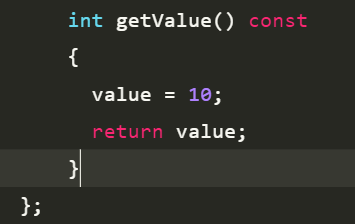 int getValue() const
{
value = 10;
return value;
}
};